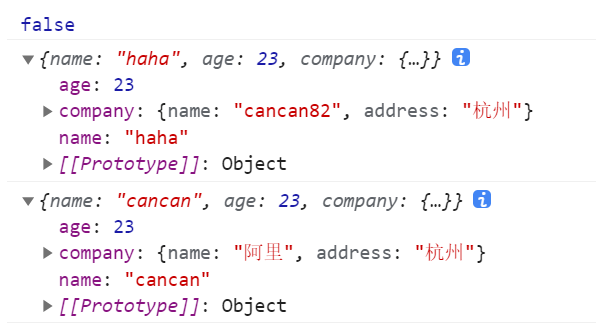 false
{name: "haha", age: 23, company: {…}} i
age: 23
company: {name: "cancan82", address: "杭州"}
name: "haha"
[[Prototype]]: Object
{name: "cancan", age: 23, company: {…}} i
age: 23
company: {name: "阿里", address: "杭州"}
name: "cancan"
[[Prototype]]: Object